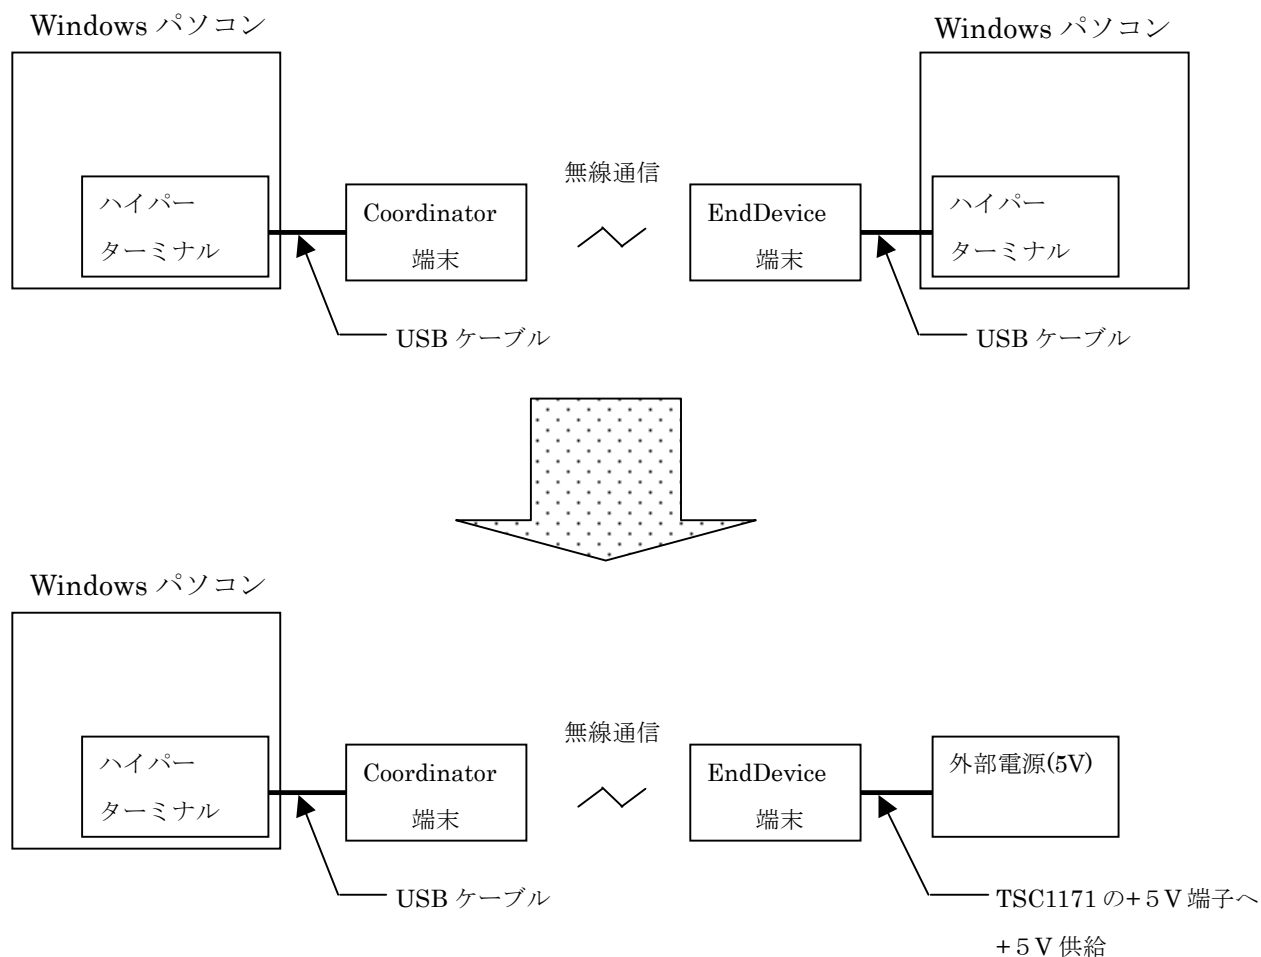 Windows パソコン
Windows パソコン
ハイパー
ターミナル
Coordinator
端末
無線通信
EndDevice
端末
ハイパー
ターミナル
USB ケーブル
USB ケーブル
Windows パソコン
ハイパー
ターミナル
Coordinator
端末
無線通信
EndDevice
端末
外部電源(5V)
USB ケーブル
TSC1171 の+５V 端子へ
+５V 供給